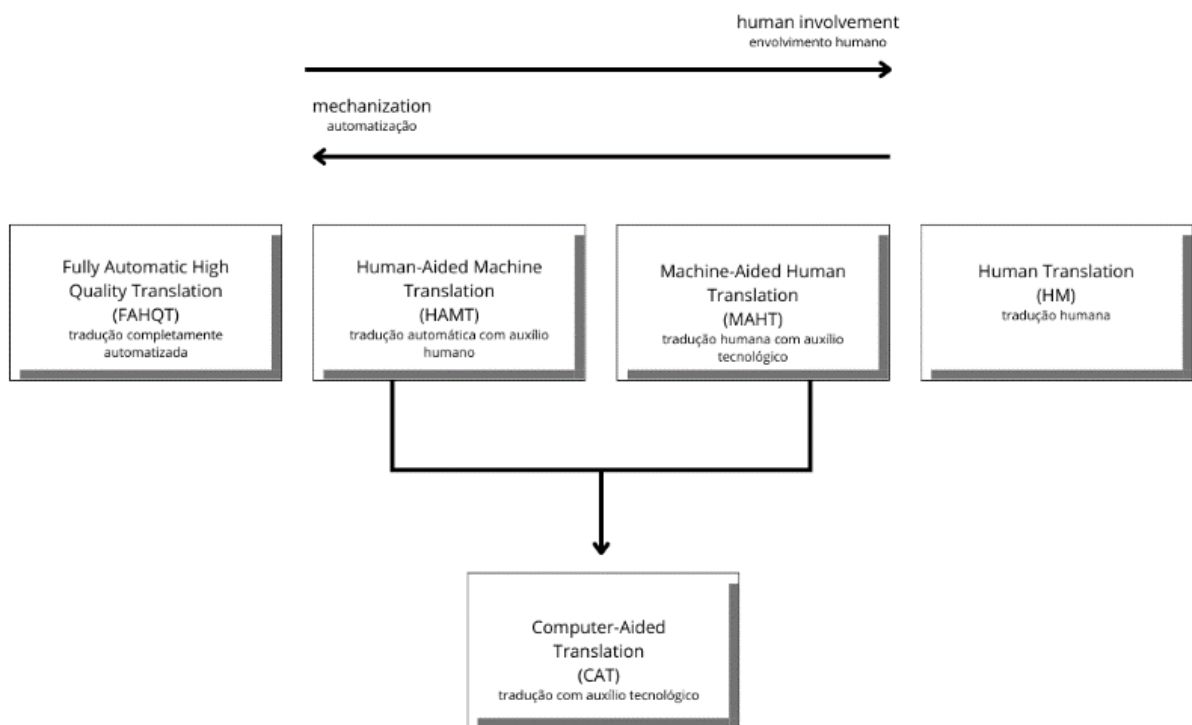 human involvement
envolvimento humano
mechanization
automatização
Fully Automatic High
Quality Translation
(FAHQT)
tradução completamente
automatizada
Human-Aided Machine
Translation
(HAMT)
tradução automática com auxílio
humano
Machine-Aided Human
Translation
(MAHT)
tradução humana com auxílio
tecnológico
Human Translation
(HM)
tradução humana
Computer-Aided
Translation
(CAT)
tradução com auxílio tecnológico